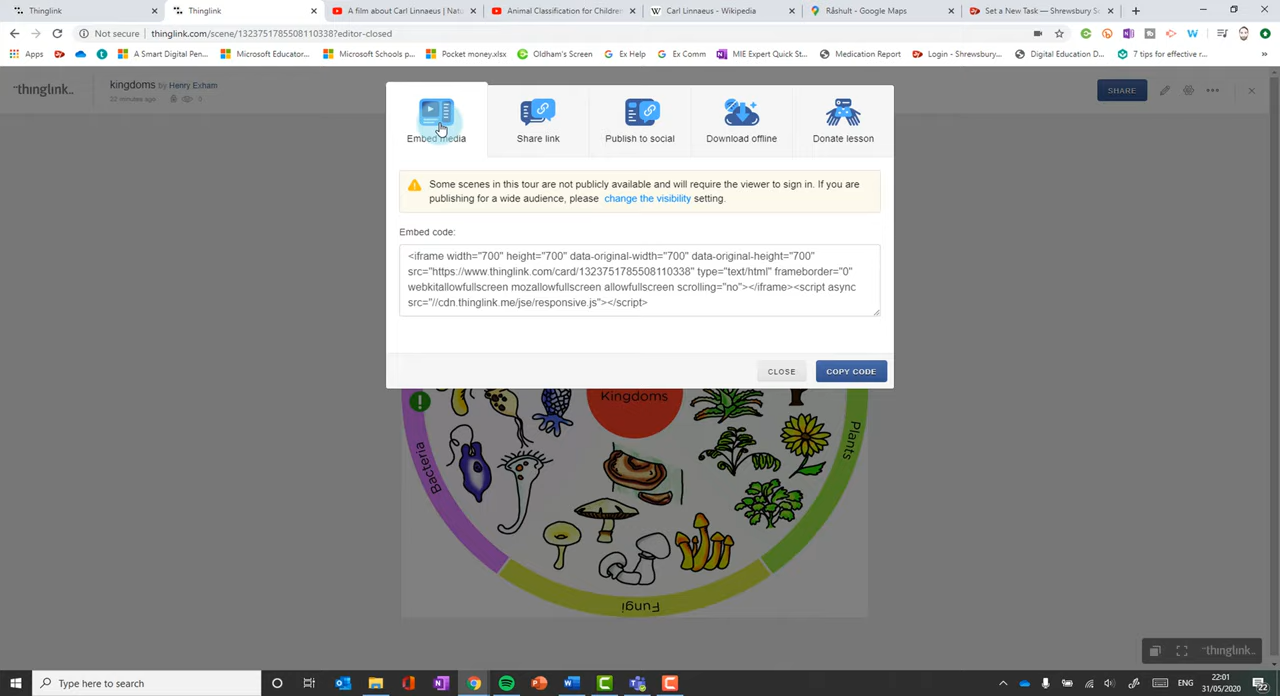 Thinglink
Thinglink
A film about Carl Linnaeus | Natu
Animal Classification for Children
Carl Linnaeus - Wikipedia
Råshult - Google Maps
Set a New Task — Shrewsbury Sc
Not secure | thinglink.com/scene/1323751785508110338?editor-closed
Apps
A Smart Digital Pen...
Microsoft Educator...
Microsoft Schools p...
Pocket money.xlsx
Oldham's Screen
Ex Help
Ex Comm
MIE Expert Quick St...
Medication Report
Login - Shrewsbury...
Digital Education D...
7 tips for effective r...
»
"thinglink..
kingdoms by Henry Exham
22 minutes ago
0
SHARE
Embed media
Share link
Publish to social
Download offline
Donate lesson
Some scenes in this tour are not publicly available and will require the viewer to sign in. If you are
publishing for a wide audience, please change the visibility setting.
Embed code:
<iframe width="700" height="700" data-original-width="700" data-original-height="700"
src="https://www.thinglink.com/card/1323751785508110338" type="text/html" frameborder="0"
webkitallowfullscreen mozallowfullscreen allowfullscreen scrolling="no"></iframe><script async
src="//cdn.thinglink.me/jse/responsive.js"></script>
CLOSE
COPY CODE
Kingdoms
Bacteria
Plants
Fungi
"thinglink..
Type here to search
ENG
22:01
31/05/2020
22